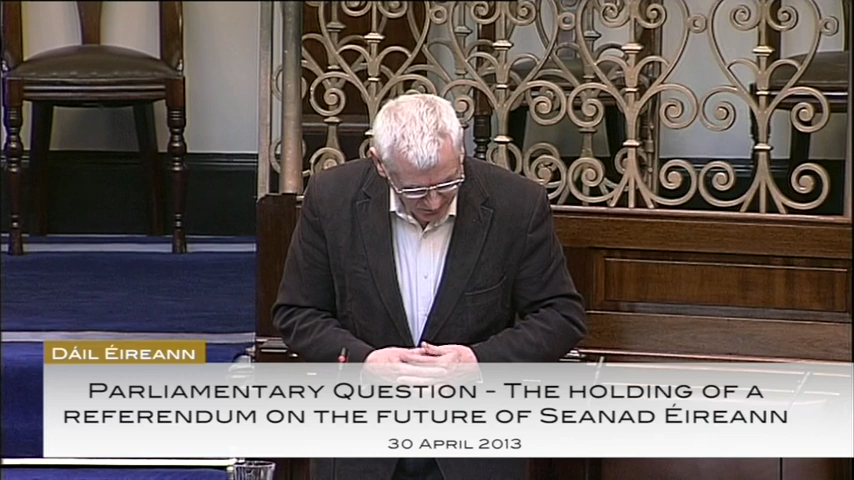 DÁIL ÉIREANN
PARLIAMENTARY QUESTION - THE HOLDING OF A
REFERENDUM ON THE FUTURE OF SEANAD ÉIREANN
30 APRIL 2013